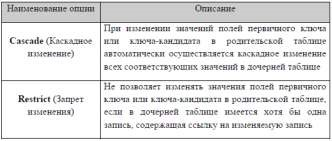 Наименование опции
Описание
Cascade (Каскадное
изменение)
При изменении значений полей первичного ключа
или ключа-кандидата в родительской таблице
автоматически осуществляется каскадное изменение
всех соответствующих значений в дочерней таблице
Restrict (Запрет
изменения)
Не позволяет изменять значения полей первичного
ключа или ключа-кандидата в родительской таблице,
если в дочерней таблице имеется хотя бы одна
запись, содержащая ссылку на изменяемую запись